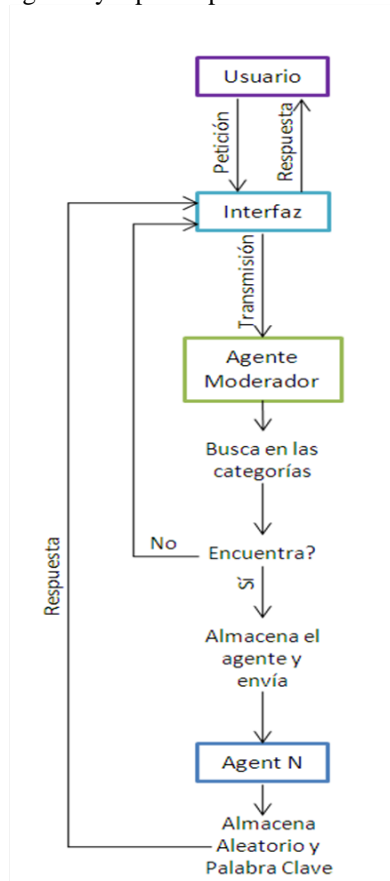 Usuario
Petición
Respuesta
Interfaz
Transmisión
Agente
Moderador
Busca en las
categorías
No
Encuentra?
Sí
Respuesta
Almacena el
agente y
envía
Agent N
Almacena
Aleatorio y
Palabra Clave